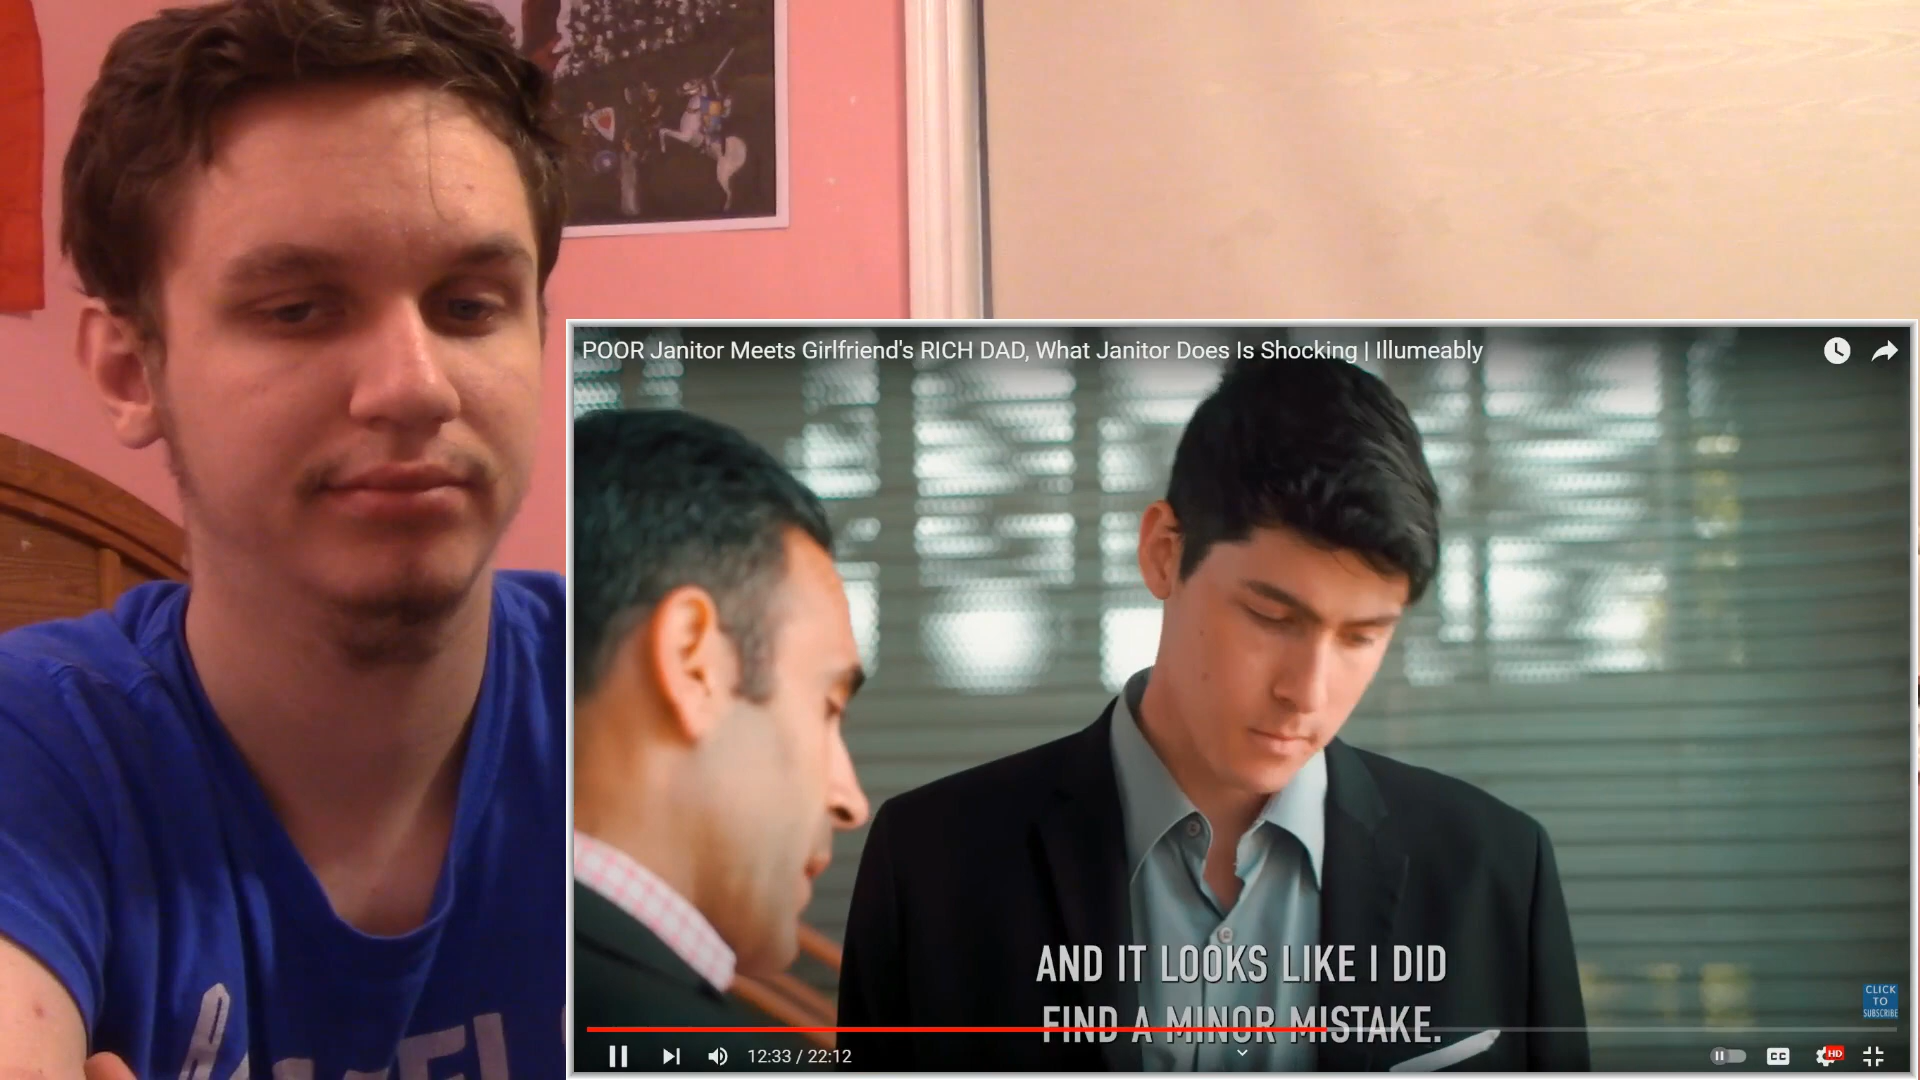 POOR Janitor Meets Girlfriend's RICH DAD, What Janitor Does Is Shocking | Illumeably
AND IT LOOKS LIKE I DID
FIND A MINOR MISTAKE.
CLICK
TO
SUBSCRIBE
12:33 / 22:12
CC
HD